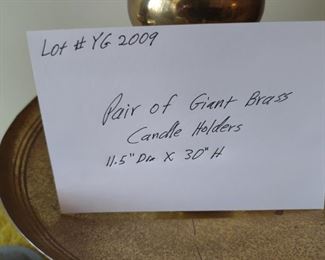 Lot # YG 2009
Pair of Giant Brass
Candle Holders
11.5" Dia X 30" H